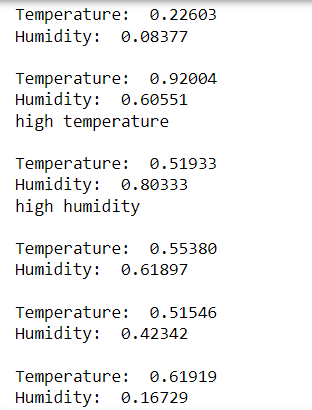 Temperature:  0.22603
Humidity:  0.08377
Temperature:  0.92004
Humidity:  0.60551
high temperature
Temperature:  0.51933
Humidity:  0.80333
high humidity
Temperature:  0.55380
Humidity:  0.61897
Temperature:  0.51546
Humidity:  0.42342
Temperature:  0.61919
Humidity:  0.16729